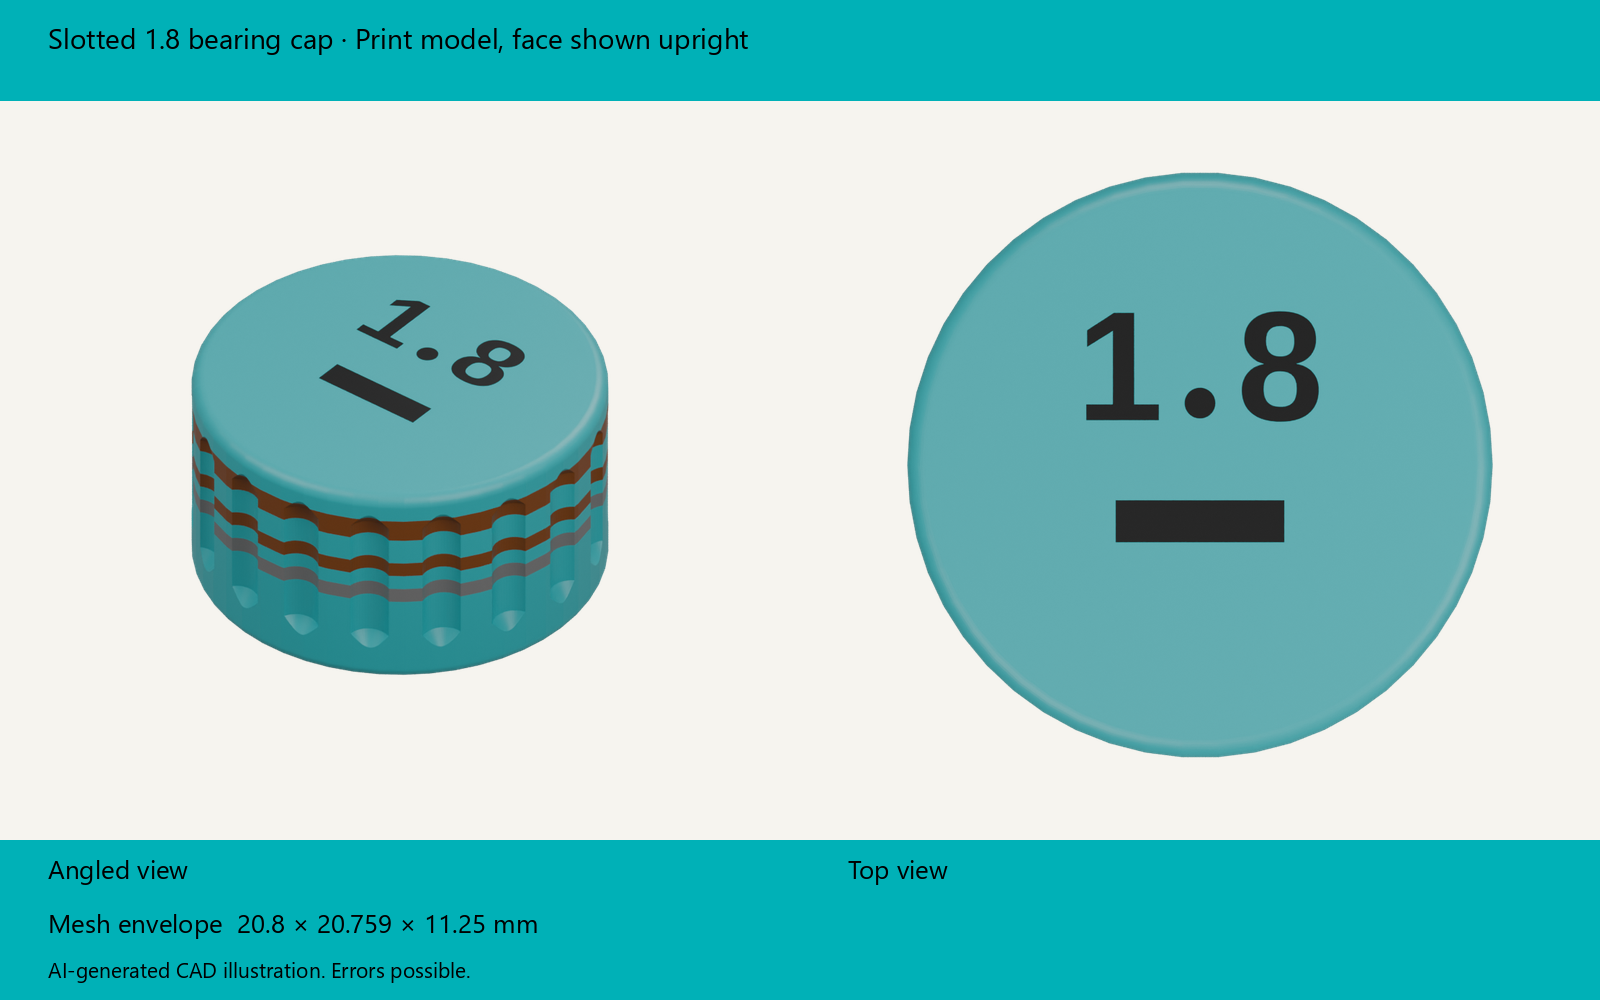 Slotted 1.8 bearing cap · Print model, face shown upright
1.8
1.8
Angled view
Top view
Mesh envelope 20.8 × 20.759 × 11.25 mm
AI-generated CAD illustration. Errors possible.